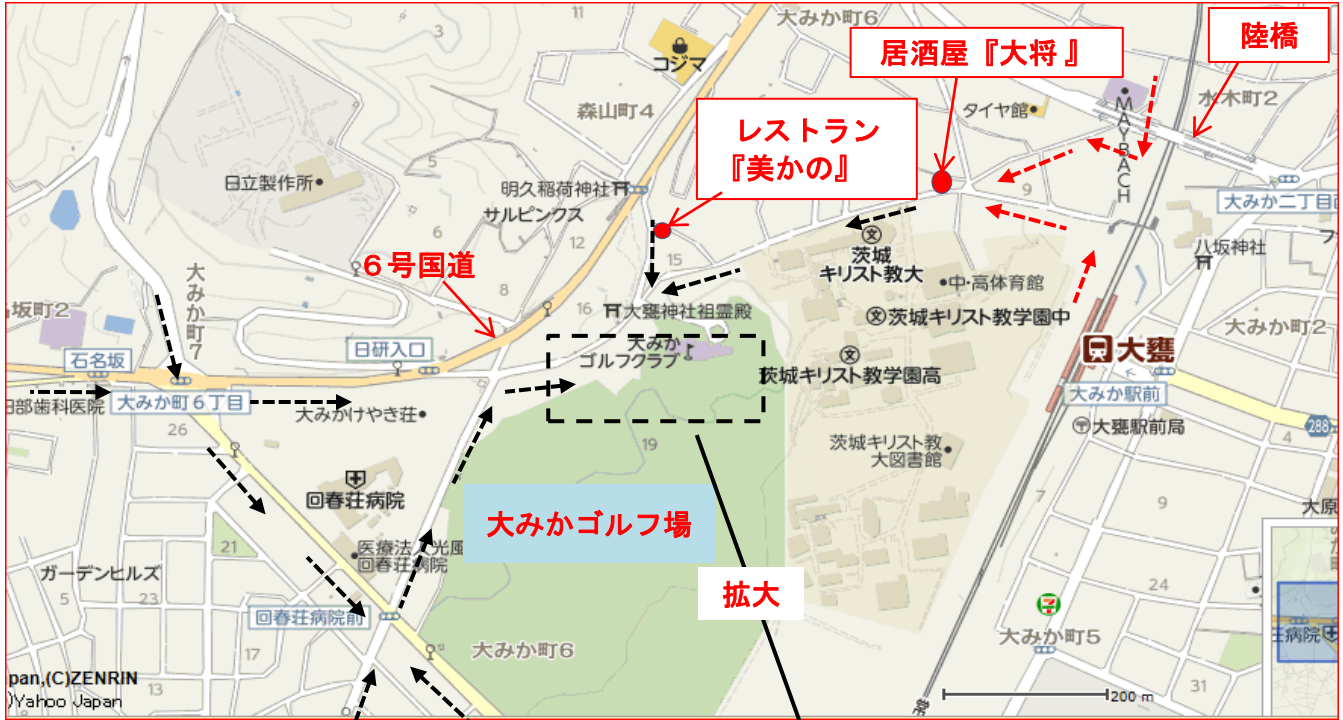 11
大みか町6
陸橋
居酒屋『大将 』
コジマ
森山町4
レストラン
『美かの』
タイヤ館
MAYBACH
水木町2
日立製作所
明久稲荷神社
サルピンクス
5
6
12
15
9
大みか二丁目
八坂神社
文
茨城
キリスト教大
中・高体育館
6号国道
8
16
大甕神社祖霊殿
文茨城キリスト教学園中
大みか町7
坂町2
石名坂
日研入口
大みか
ゴルフクラブ
文
茨城キリスト教学園高
大甕
大みか町2
大みか駅前
大甕駅前局
288
4
田部歯科医院
大みか町6丁目
大みかけやき荘
26
19
茨城キリスト教
大図書館
回春荘病院
大みかゴルフ場
7
9
大原
21
医療法人光風
回春荘病院
ガーデンヒルズ
5
23
拡大
24
回春荘病院前
17
大みか町6
大みか町5
病院
pan,(C)ZENRIN
)Yahoo Japan
13
200 m
31